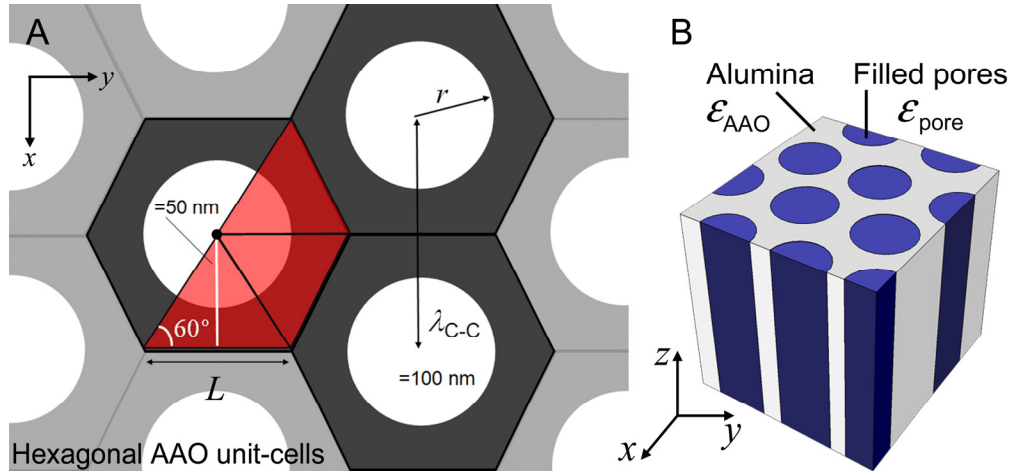 A
y
x
r
=50 nm
λC-C
=100 nm
60°
L
Hexagonal AAO unit-cells
B
Alumina
εAAO
Filled pores
εpore
z
y
x